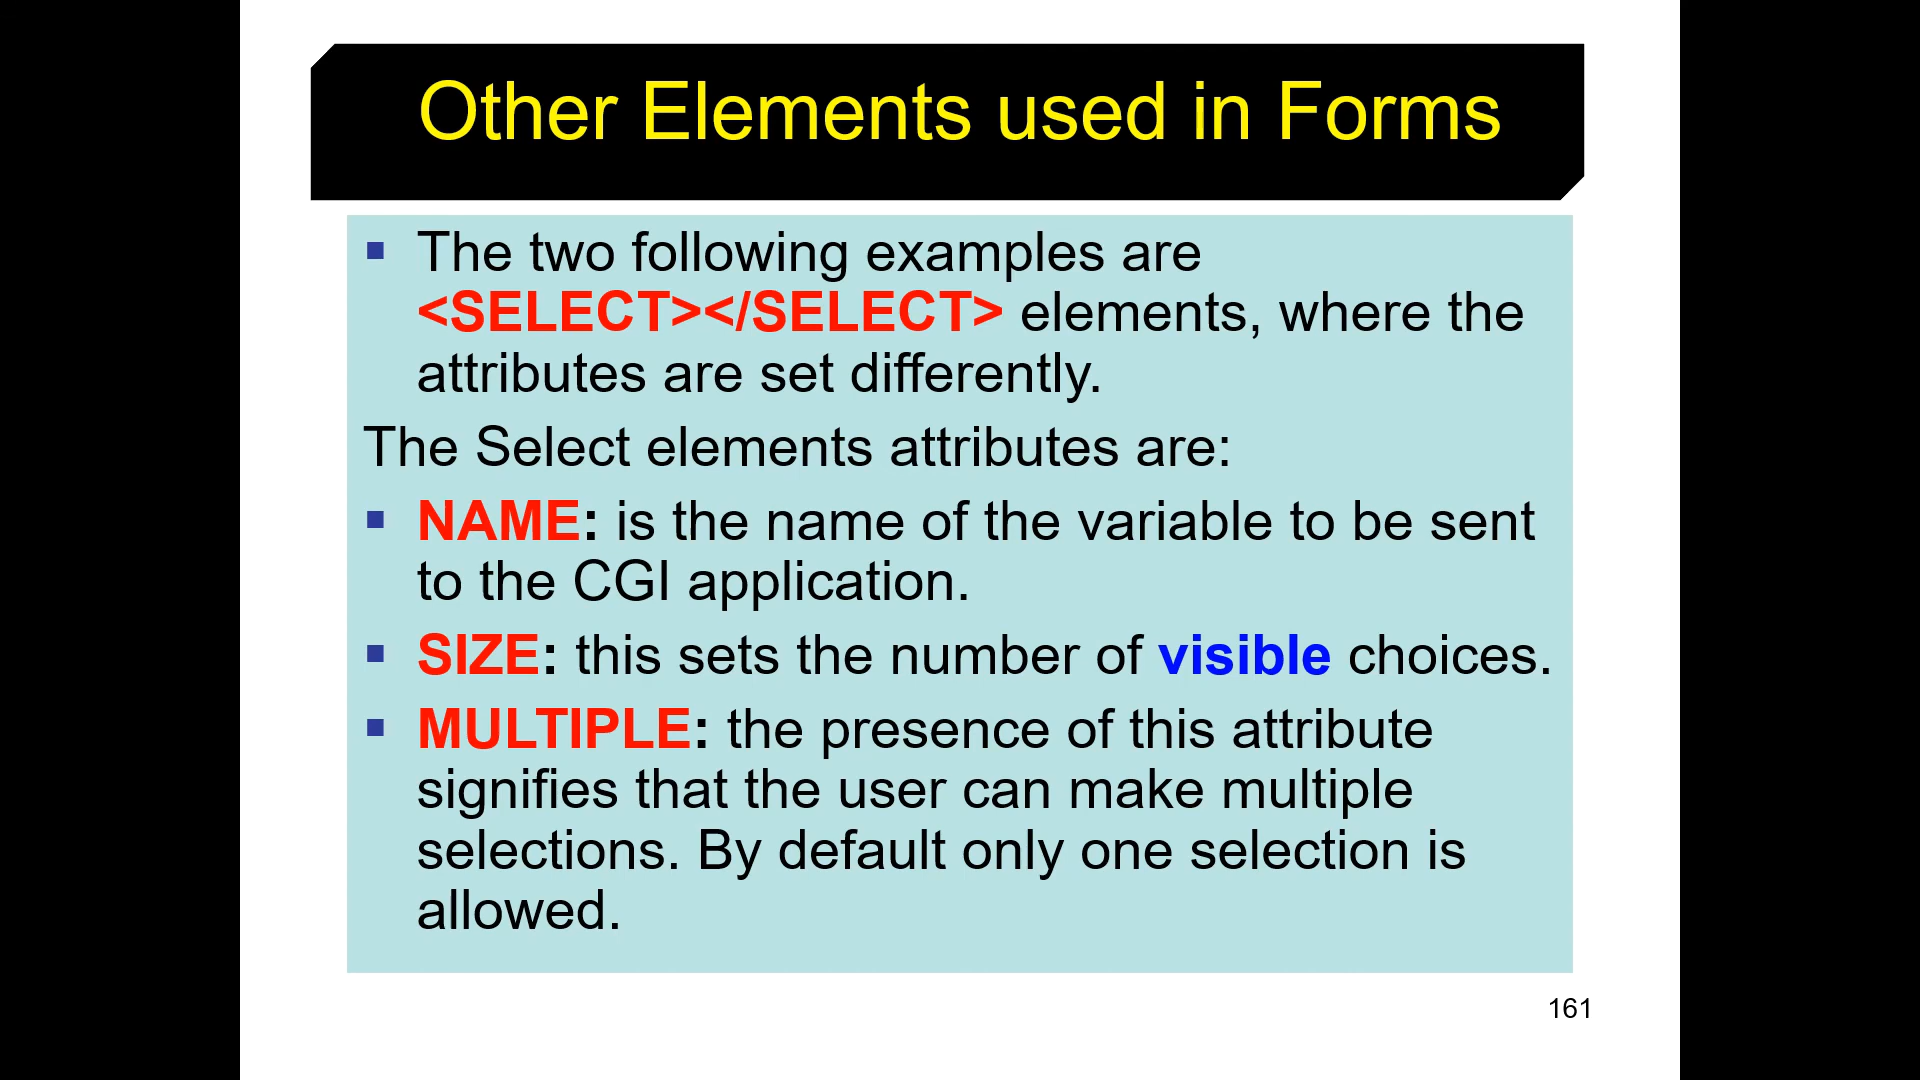 Other Elements used in Forms
▪ The two following examples are
<SELECT></SELECT> elements, where the
attributes are set differently.
The Select elements attributes are:
▪ NAME: is the name of the variable to be sent
to the CGI application.
▪ SIZE: this sets the number of visible choices.
▪ MULTIPLE: the presence of this attribute
signifies that the user can make multiple
selections. By default only one selection is
allowed.
161